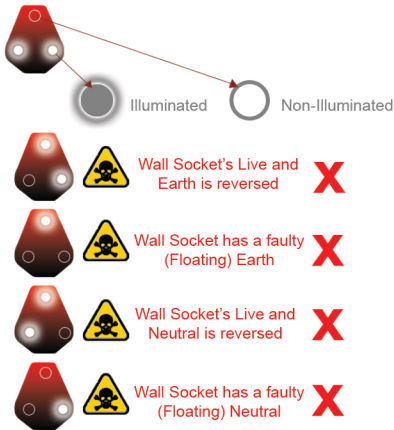 Illuminated
Non-Illuminated
Wall Socket's Live and
Earth is reversed
X
Wall Socket has a faulty
(Floating) Earth
X
Wall Socket's Live and
Neutral is reversed
X
Wall Socket has a faulty
(Floating) Neutral
X